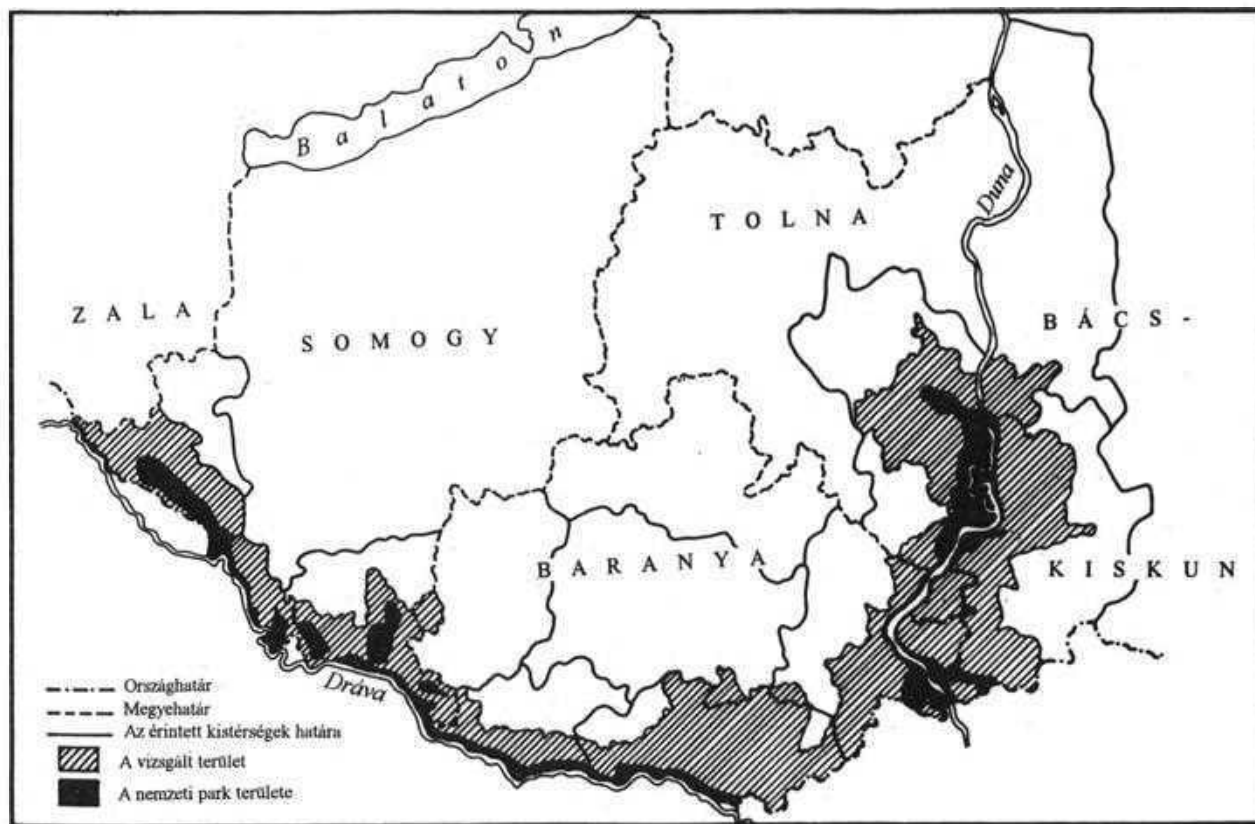 Balaton
Duna
TOLNA
ZALA
SOMOGY
BÁCS-
BARANYA
KISKUN
Dráva
Országhatár
Megyehatár
Az érintett kistérségek határa
A vizsgált terület
A nemzeti park területe